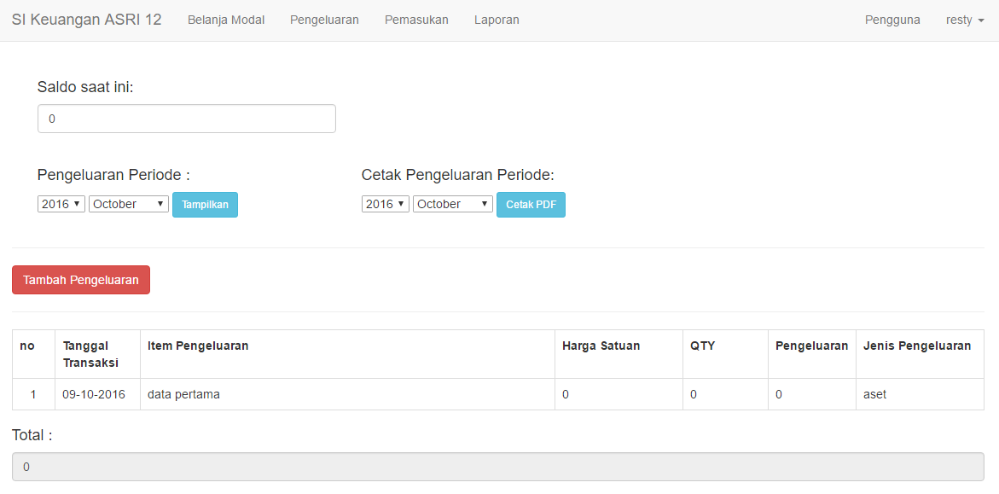 SI Keuangan ASRI 12 Belanja Modal Pengeluaran Pemasukan Laporan Pengguna resty
Saldo saat ini:
0
Pengeluaran Periode : Cetak Pengeluaran Periode:
2016 October Tampilkan 2016 October Cetak PDF
Tambah Pengeluaran
no Tanggal Transaksi Item Pengeluaran Harga Satuan QTY Pengeluaran Jenis Pengeluaran
1 09-10-2016 data pertama 0 0 0 aset
Total :
0